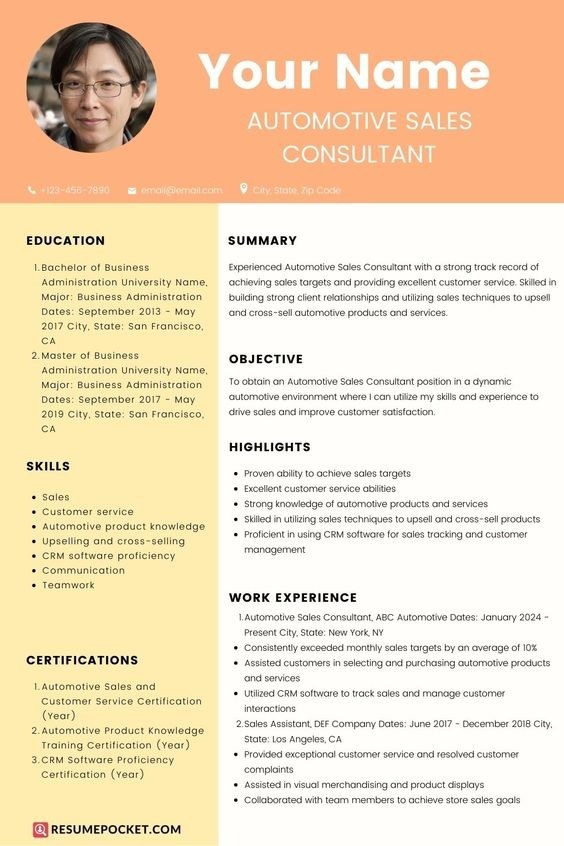 Your Name
AUTOMOTIVE SALES
CONSULTANT
+123-456-7890
email@email.com
City, State, Zip Code
EDUCATION
1. Bachelor of Business
Administration University Name,
Major: Business Administration
Dates: September 2013 - May
2017 City, State: San Francisco,
CA
2. Master of Business
Administration University Name,
Major: Business Administration
Dates: September 2017 - May
2019 City, State: San Francisco,
CA
SKILLS
• Sales
• Customer service
• Automotive product knowledge
• Upselling and cross-selling
• CRM software proficiency
• Communication
• Teamwork
CERTIFICATIONS
1. Automotive Sales and
Customer Service Certification
(Year)
2. Automotive Product Knowledge
Training Certification (Year)
3. CRM Software Proficiency
Certification (Year)
RESUMEPOCKET.COM
SUMMARY
Experienced Automotive Sales Consultant with a strong track record of
achieving sales targets and providing excellent customer service. Skilled in
building strong client relationships and utilizing sales techniques to upsell
and cross-sell automotive products and services.
OBJECTIVE
To obtain an Automotive Sales Consultant position in a dynamic
automotive environment where I can utilize my skills and experience to
drive sales and improve customer satisfaction.
HIGHLIGHTS
• Proven ability to achieve sales targets
• Excellent customer service abilities
• Strong knowledge of automotive products and services
• Skilled in utilizing sales techniques to upsell and cross-sell products
• Proficient in using CRM software for sales tracking and customer
management
WORK EXPERIENCE
1. Automotive Sales Consultant, ABC Automotive Dates: January 2024 -
Present City, State: New York, NY
• Consistently exceeded monthly sales targets by an average of 10%
• Assisted customers in selecting and purchasing automotive products
and services
• Utilized CRM software to track sales and manage customer
interactions
2. Sales Assistant, DEF Company Dates: June 2017 - December 2018 City,
State: Los Angeles, CA
• Provided exceptional customer service and resolved customer
complaints
• Assisted in visual merchandising and product displays
• Collaborated with team members to achieve store sales goals